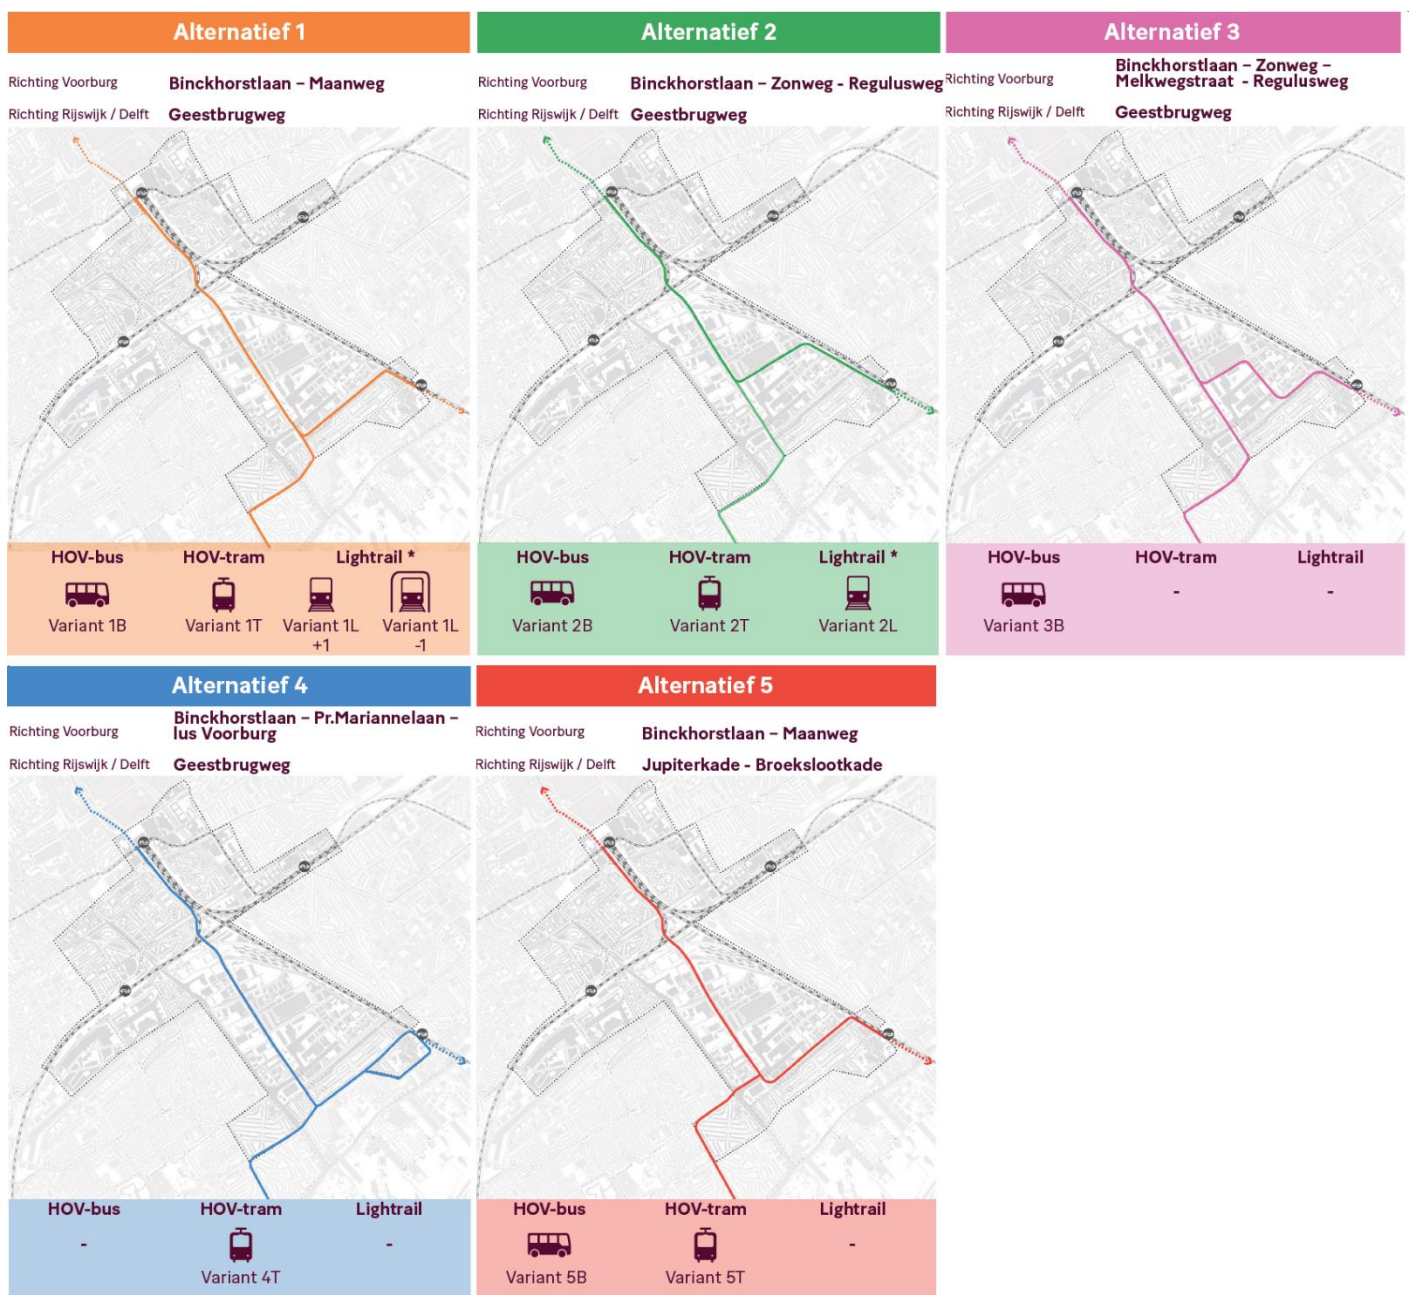 Alternatief 1
Richting Voorburg Binckhorstlaan – Maanweg
Richting Rijswijk / Delft Geestbrugweg
HOV-bus HOV-tram Lightrail *
Variant 1B Variant 1T Variant 1L +1 Variant 1L -1
Alternatief 2
Richting Voorburg Binckhorstlaan – Zonweg - Regulusweg
Richting Rijswijk / Delft Geestbrugweg
HOV-bus HOV-tram Lightrail *
Variant 2B Variant 2T Variant 2L
Alternatief 3
Richting Voorburg Binckhorstlaan – Zonweg –
Melkwegstraat - Regulusweg
Richting Rijswijk / Delft Geestbrugweg
HOV-bus HOV-tram Lightrail
Variant 3B - -
Alternatief 4
Richting Voorburg Binckhorstlaan – Pr.Mariannelaan –
lus Voorburg
Richting Rijswijk / Delft Geestbrugweg
HOV-bus HOV-tram Lightrail
- Variant 4T -
Alternatief 5
Richting Voorburg Binckhorstlaan – Maanweg
Richting Rijswijk / Delft Jupiterkade - Broekslootkade
HOV-bus HOV-tram Lightrail
Variant 5B Variant 5T -